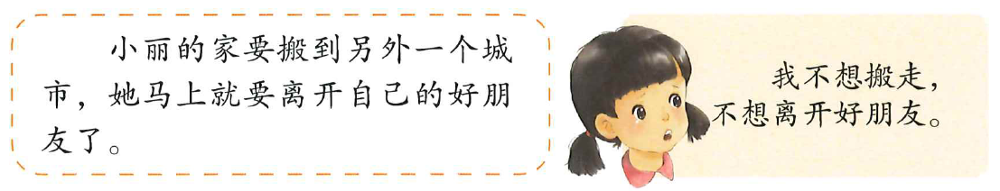 小丽的家要搬到另外一个城
市，她马上就要离开自己的好朋
友了。
我不想搬走，
不想离开好朋友。